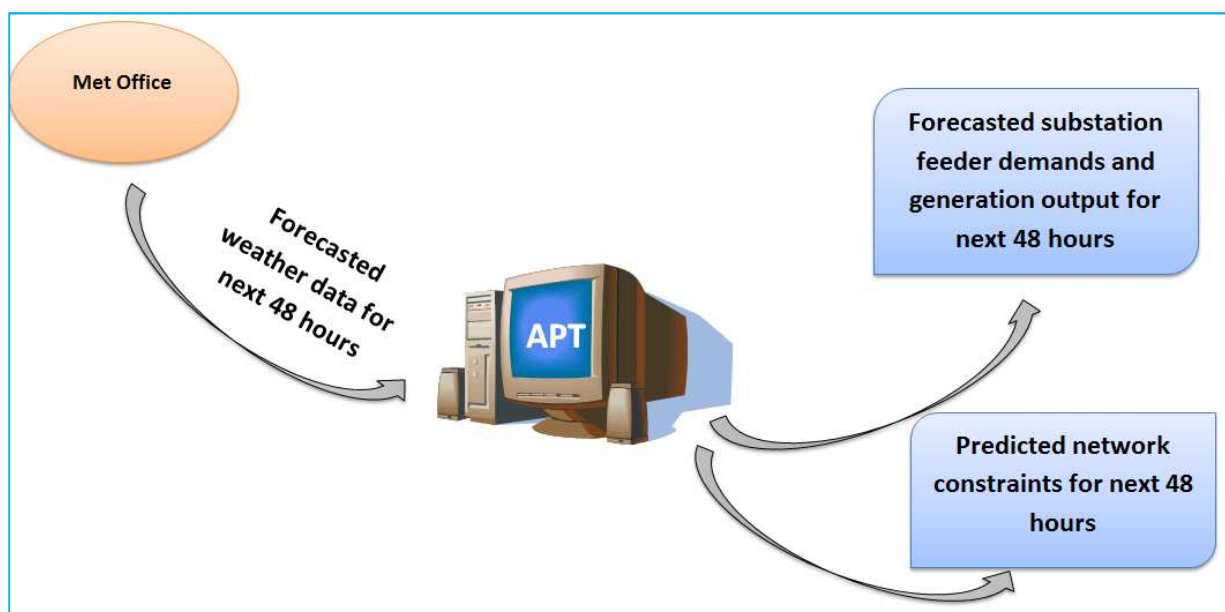 Met Office
Forecasted
weather data for
next 48 hours
APT
Forecasted substation
feeder demands and
generation output for
next 48 hours
Predicted network
constraints for next 48
hours